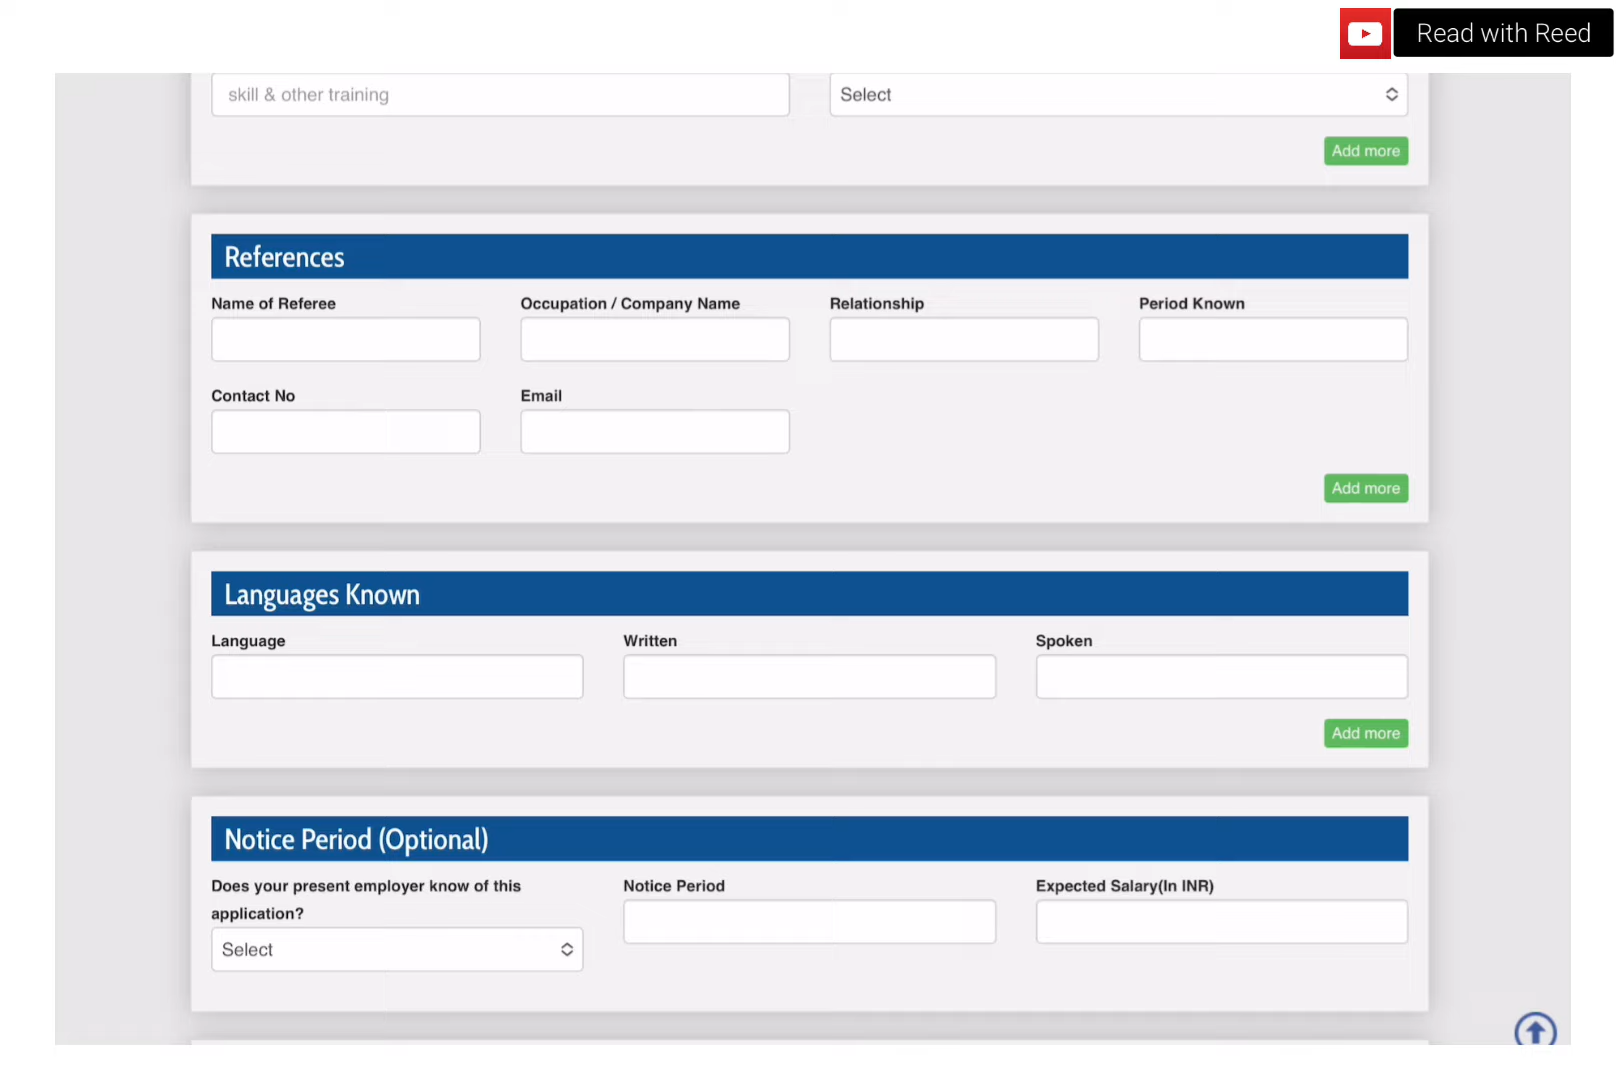 Read with Reed
skill & other training
Select
Add more
References
Name of Referee
Occupation / Company Name
Relationship
Period Known
Contact No
Email
Add more
Languages Known
Language
Written
Spoken
Add more
Notice Period (Optional)
Does your present employer know of this
application?
Notice Period
Expected Salary(In INR)
Select